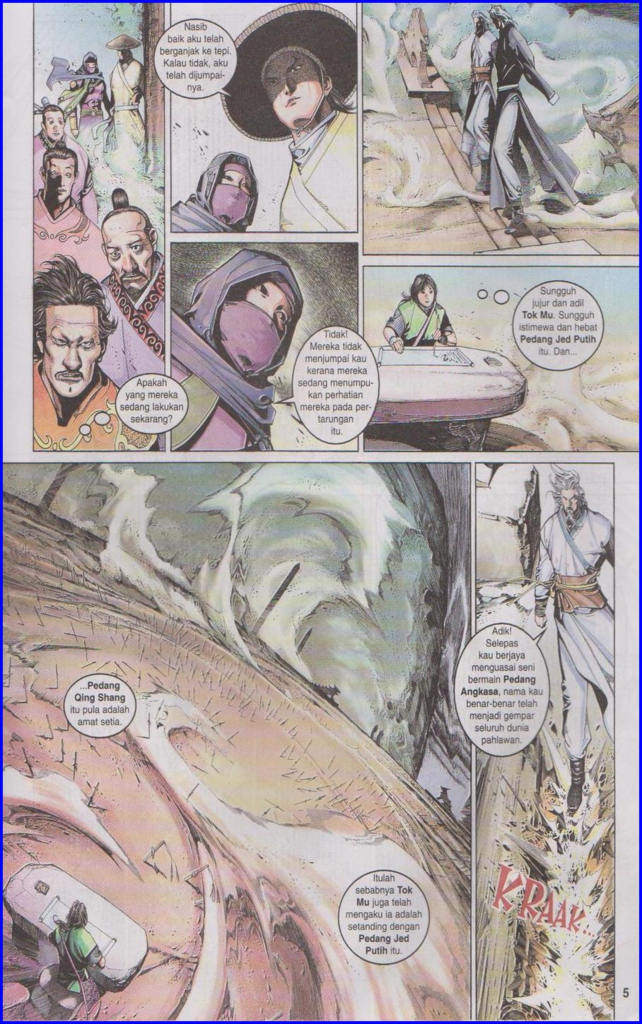 Nasib
baik aku telah
berganjak ke tepi.
Kalau tidak, aku
telah dijumpai-
nya.
Apakah
yang mereka
sedang lakukan
sekarang?
Tidak!
Mereka tidak
menjumpai kau
kerana mereka
sedang menump-
ukan perhatian
mereka pada per-
tarungan
itu.
Sungguh
jujur dan adil
Tok Mu. Sungguh
istimewa dan hebat
Pedang Jed Putih
itu. Dan...
...Pedang
Qing Shang
itu pula adalah
amat setia.
Itulah
sebabnya Tok
Mu juga telah
mengaku ia adalah
setanding dengan
Pedang Jed
Putih itu.
Adik!
Selepas
kau berjaya
menguasai seni
bermain Pedang
Angkasa, nama kau
benar-benar telah
menjadi gempar
seluruh dunia
pahlawan.
KRAAK...
5